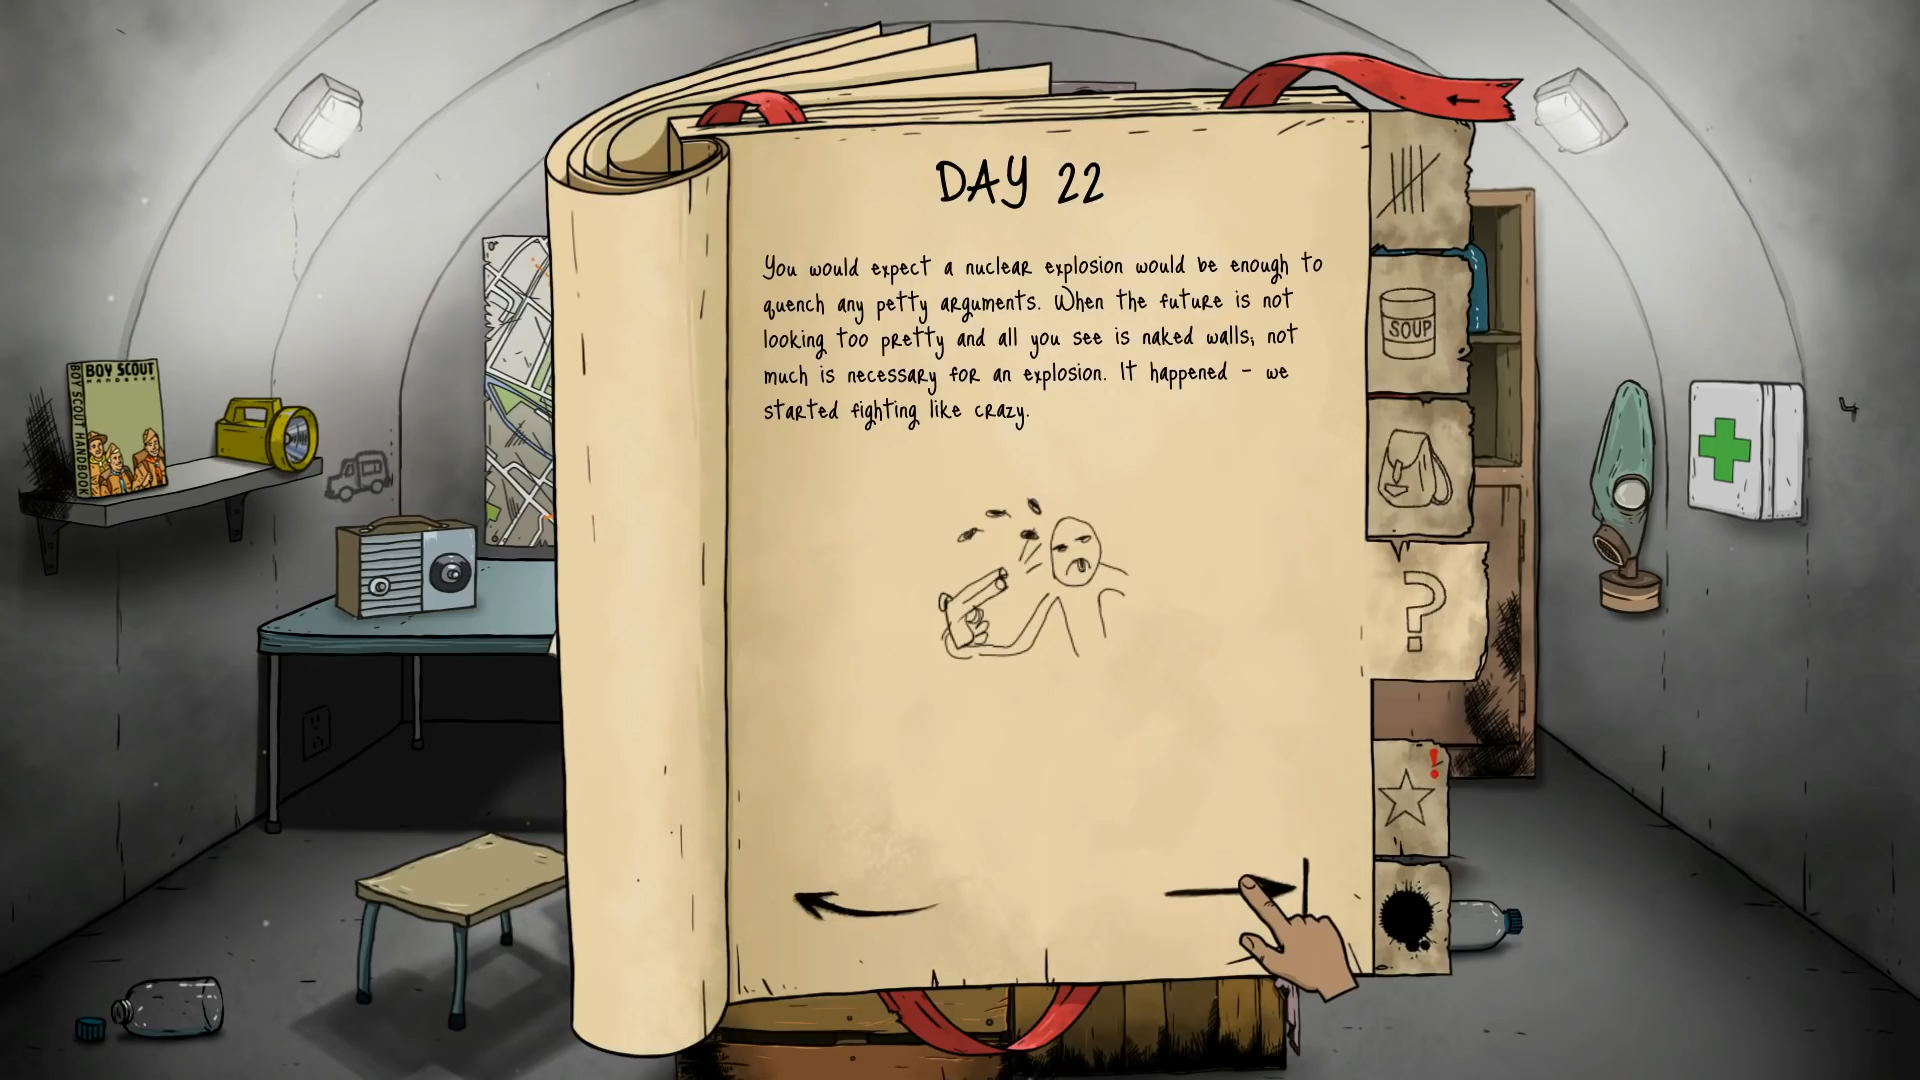 DAY 22
You would expect a nuclear explosion would be enough to
quench any petty arguments. When the future is not
looking too pretty and all you see is naked walls, not
much is necessary for an explosion. It happened - we
started fighting like crazy.
BOY SCOUT
HANDBOOK
BOY SCOUT HANDBOOK
SOUP
?
!